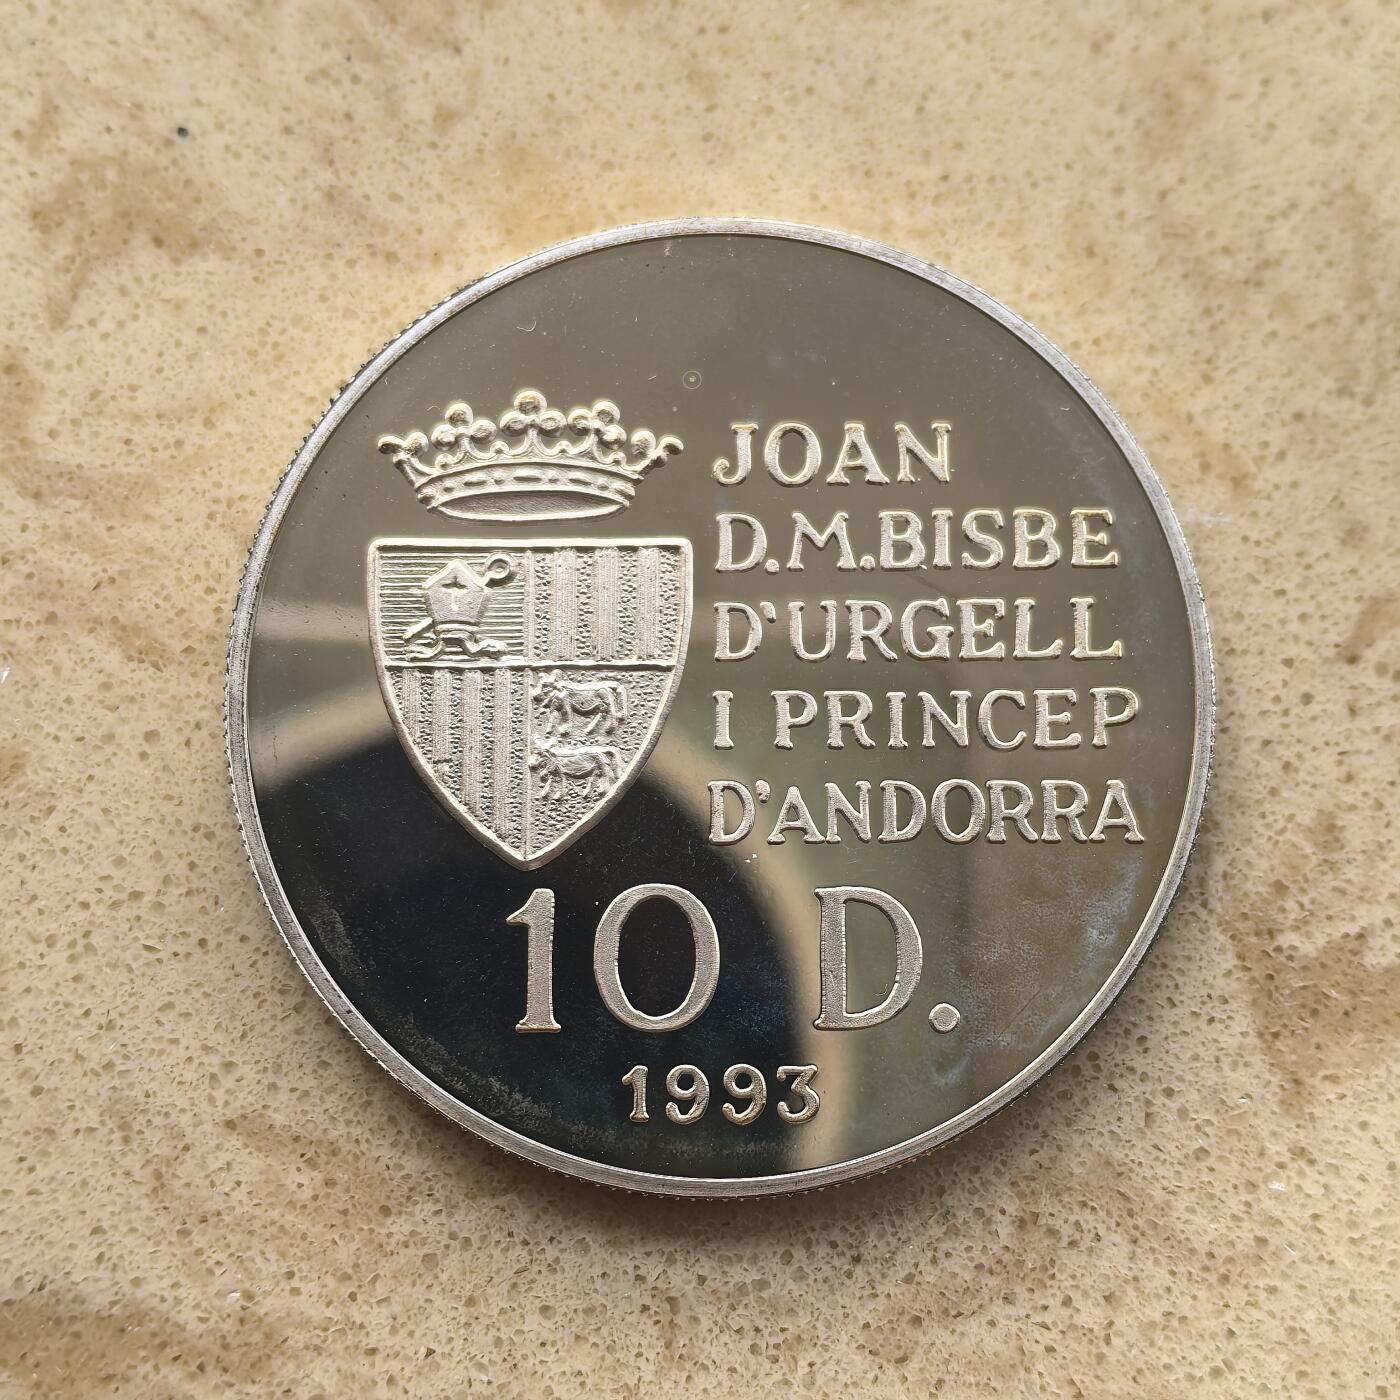 JOAN
D.M.BISBE
D'URGELL
I PRINCEP
D'ANDORRA
10 D.
1993